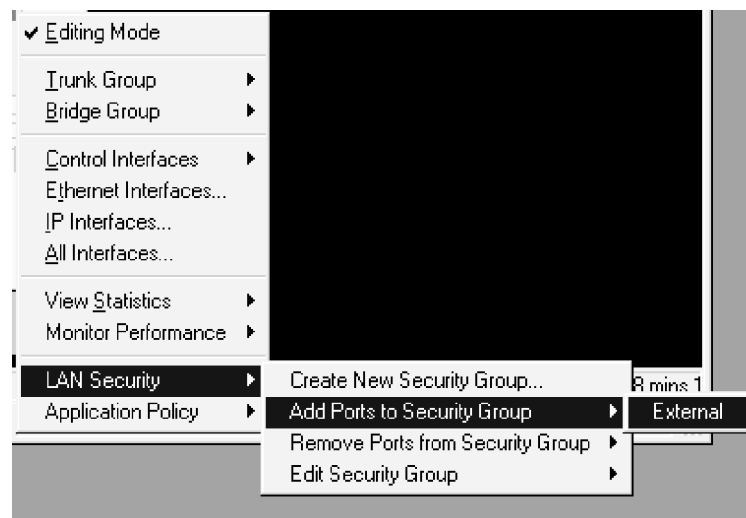 Editing Mode
Trunk Group
Bridge Group
Control Interfaces
Ethernet Interfaces...
IP Interfaces...
All Interfaces...
View Statistics
Monitor Performance
LAN Security
Application Policy
Create New Security Group...
Add Ports to Security Group
Remove Ports from Security Group
Edit Security Group
External
mins 1